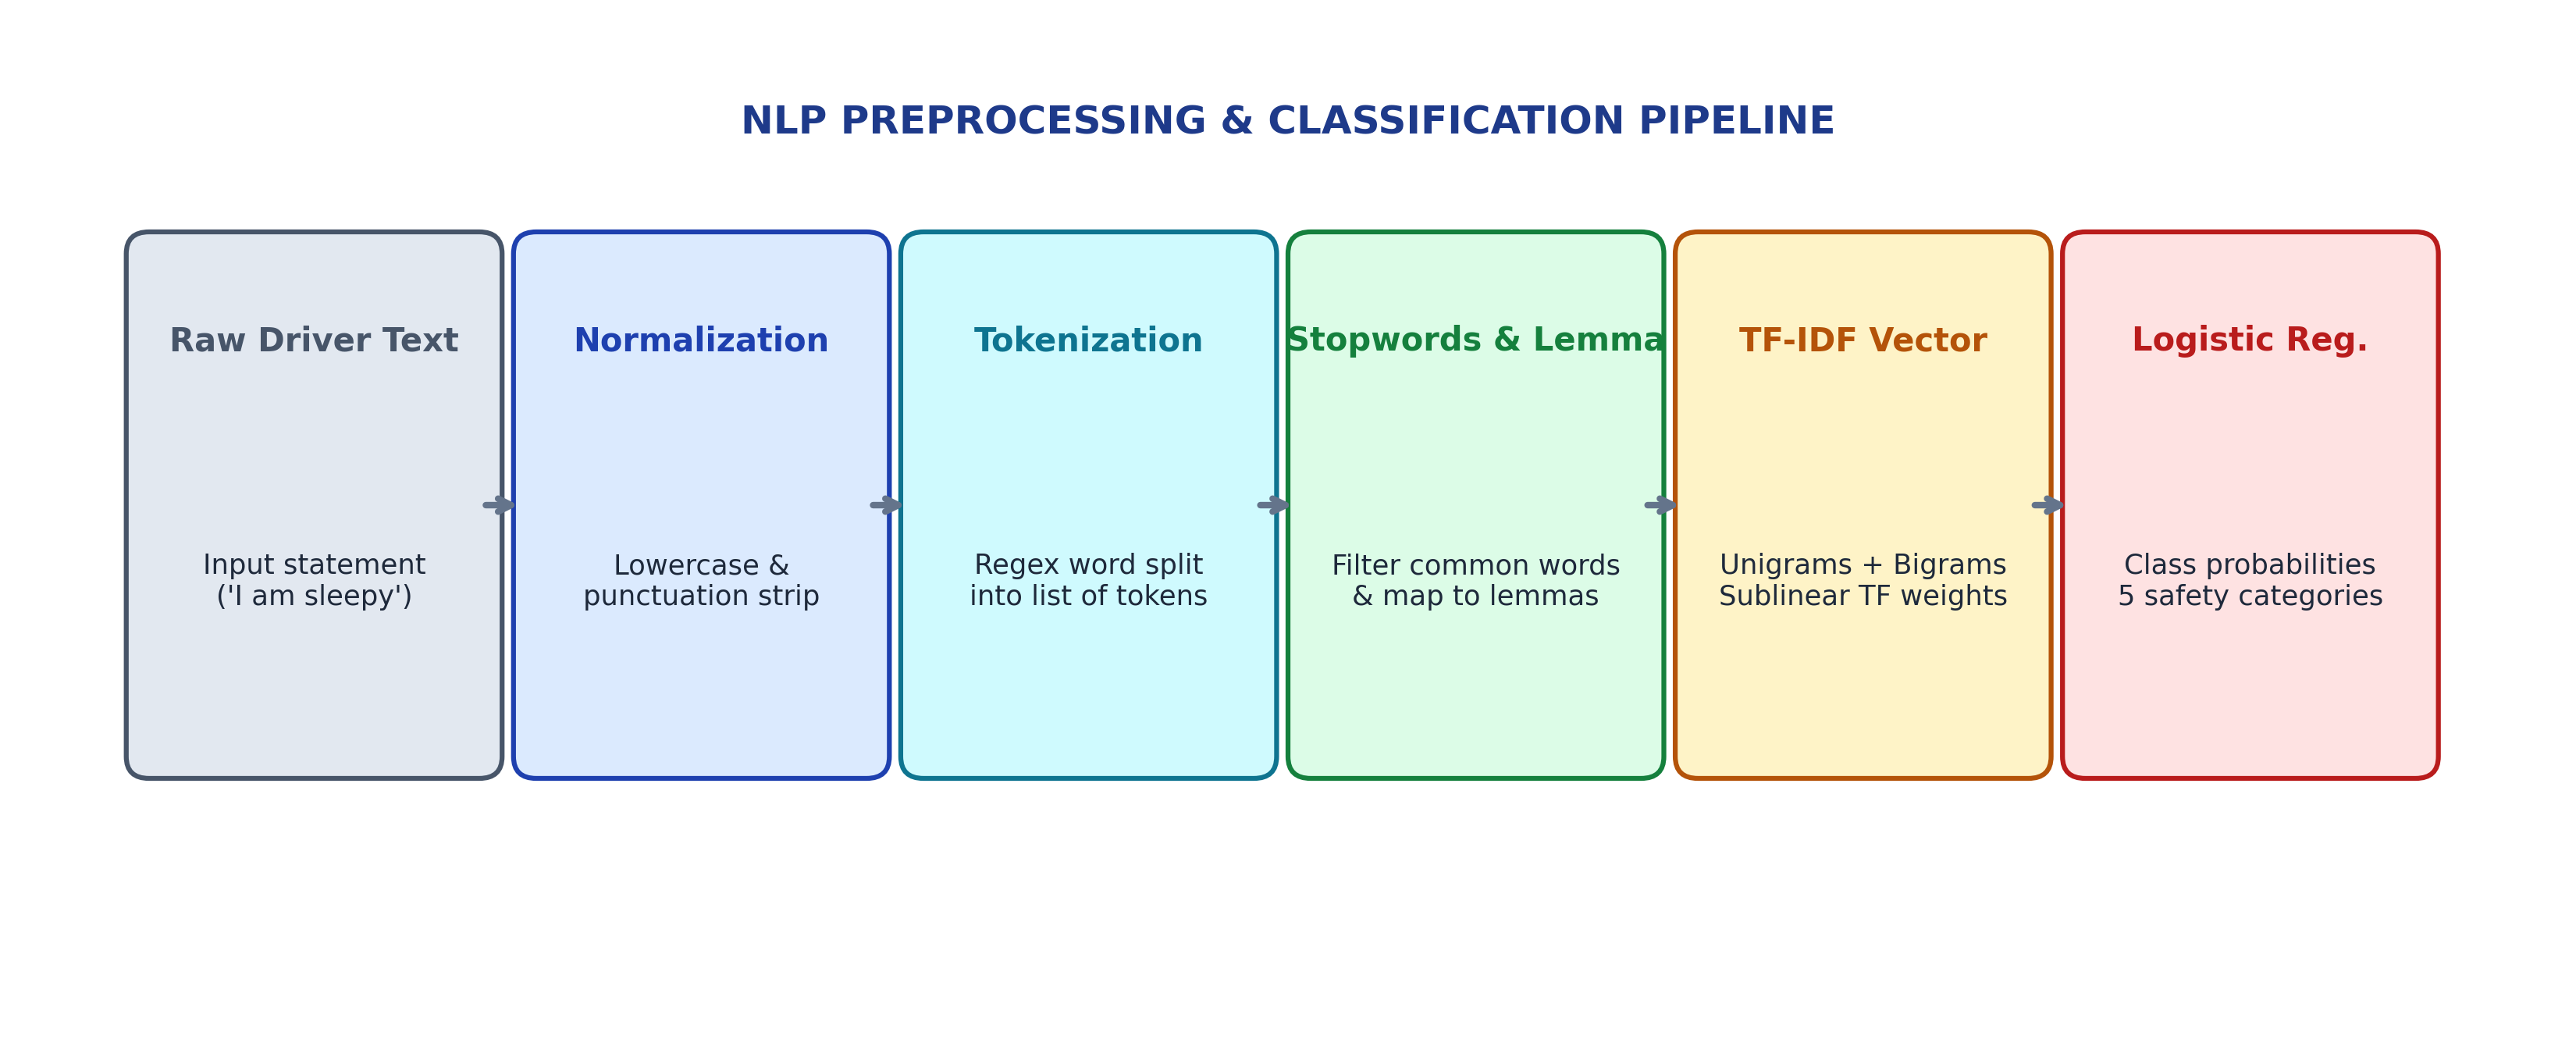 NLP PREPROCESSING & CLASSIFICATION PIPELINE
Raw Driver Text
Input statement
('I am sleepy')
Normalization
Lowercase &
punctuation strip
Tokenization
Regex word split
into list of tokens
Stopwords & Lemma
Filter common words
& map to lemmas
TF-IDF Vector
Unigrams + Bigrams
Sublinear TF weights
Logistic Reg.
Class probabilities
5 safety categories